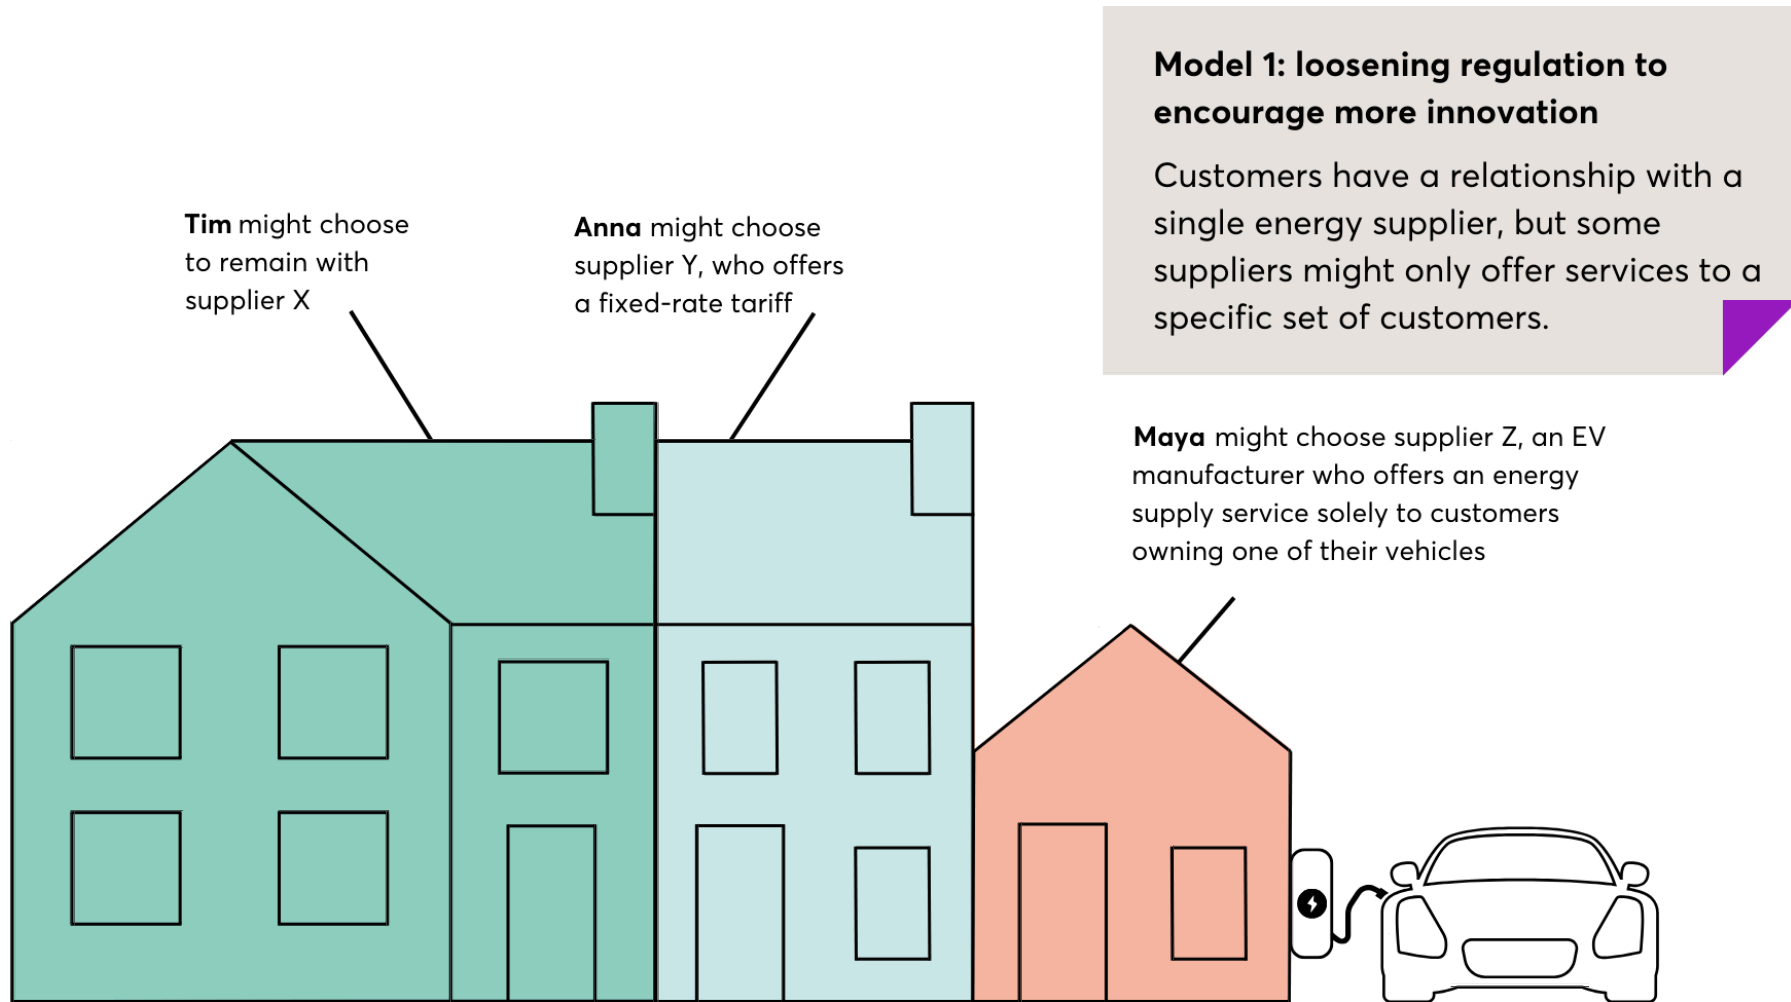 Model 1: loosening regulation to
encourage more innovation
Customers have a relationship with a
single energy supplier, but some
suppliers might only offer services to a
specific set of customers.
Tim might choose
to remain with
supplier X
Anna might choose
supplier Y, who offers
a fixed-rate tariff
Maya might choose supplier Z, an EV
manufacturer who offers an energy
supply service solely to customers
owning one of their vehicles